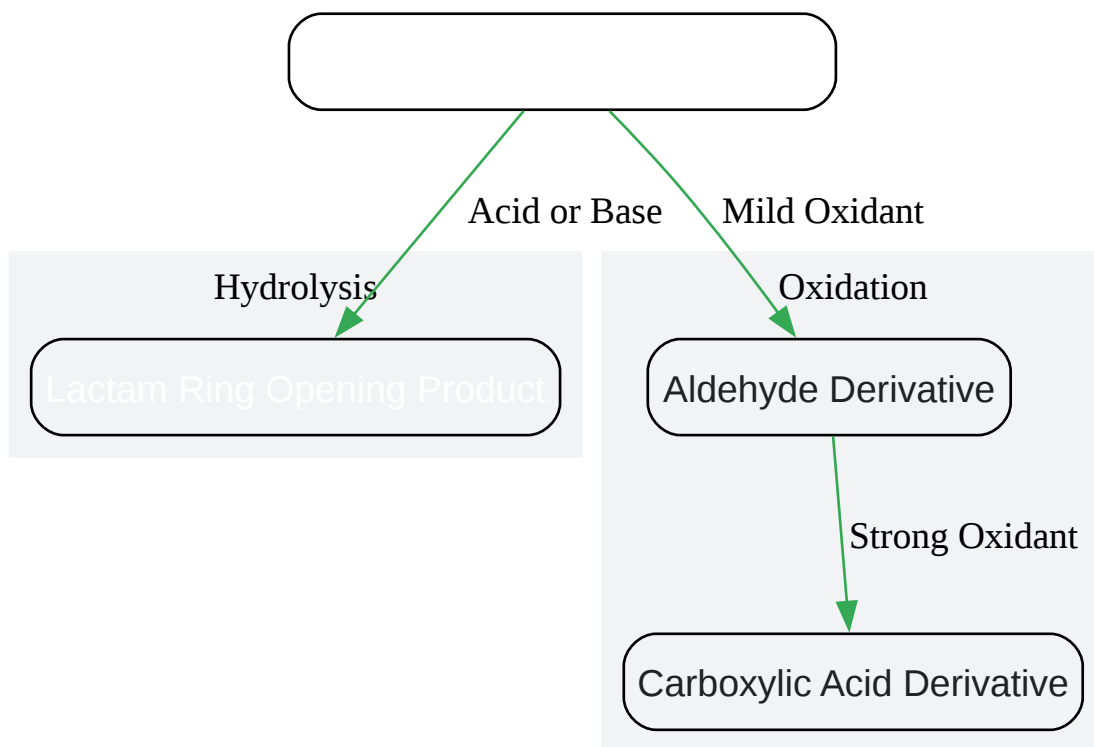 Acid or Base
Mild Oxidant
Hydrolysis
Oxidation
Lactam Ring Opening Product
Aldehyde Derivative
Strong Oxidant
Carboxylic Acid Derivative